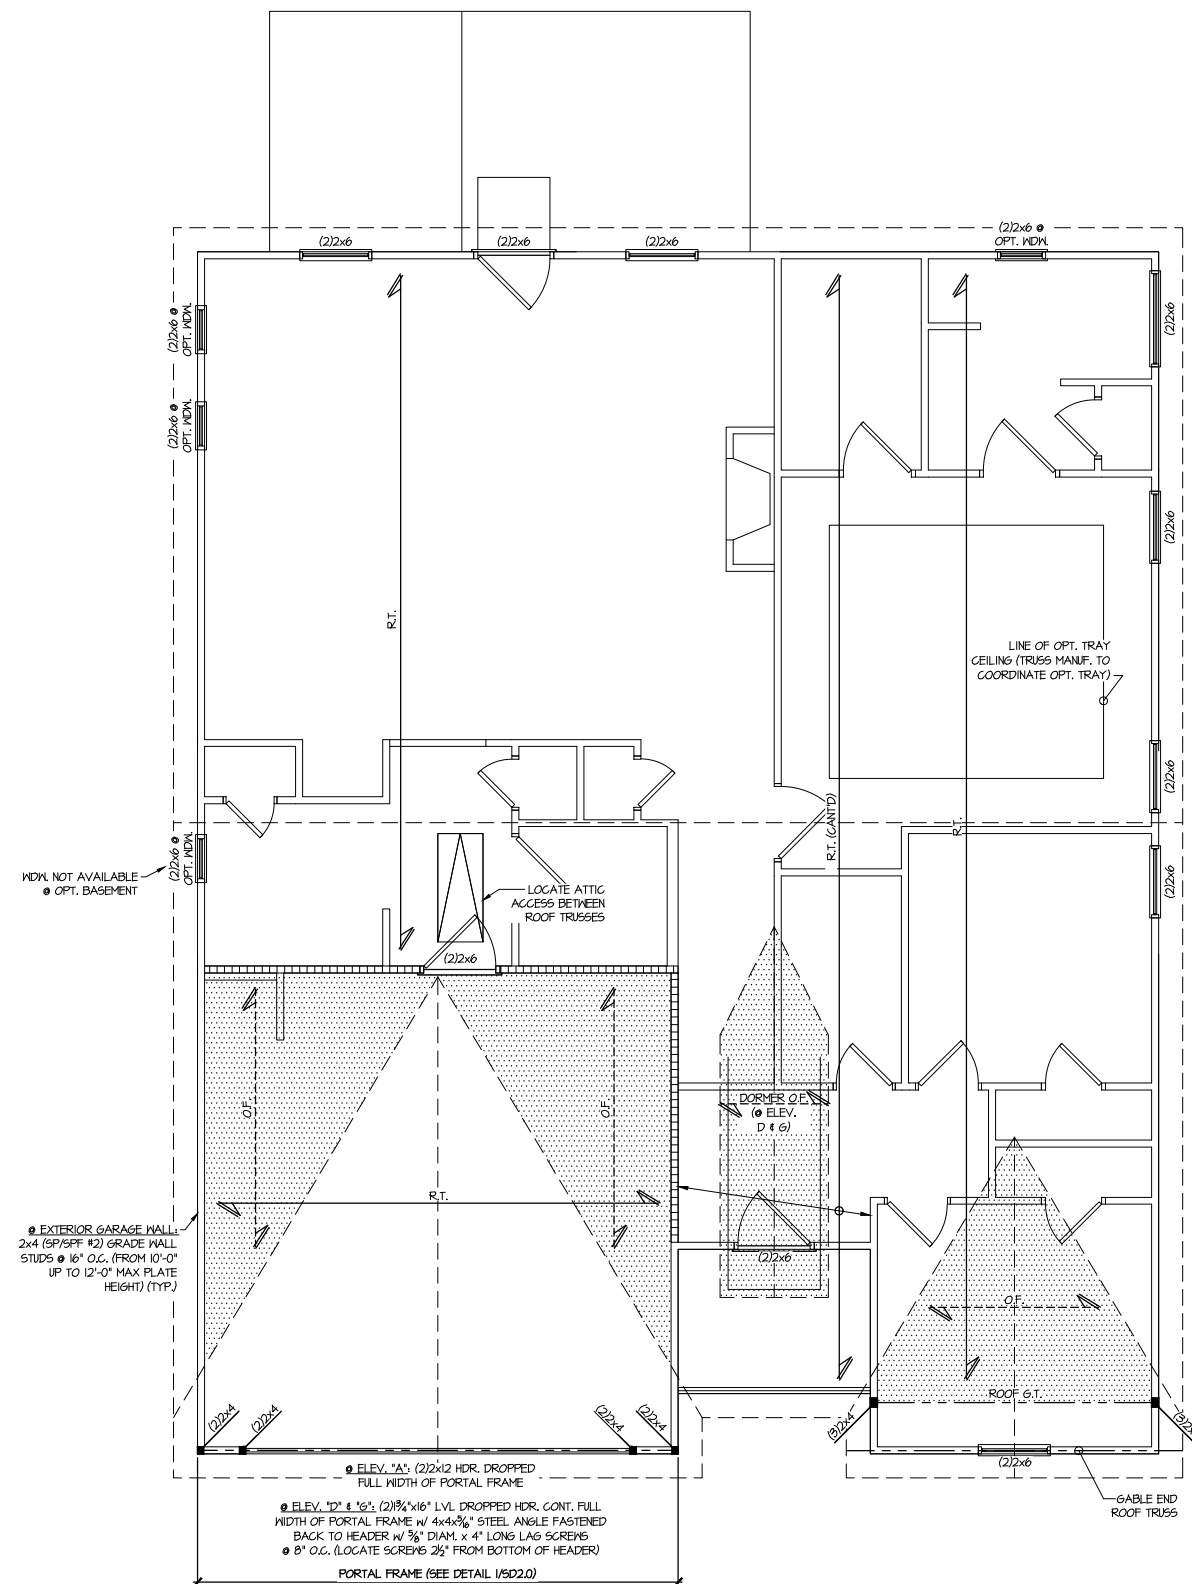 (2)2x6
(2)2x6
(2)2x6
(2)2x6 @
OPT. WDW.
(2)2x6 @
OPT. WDW.
(2)2x6
(2)2x6 @
OPT. WDW.
(2)2x6
R.T.
LINE OF OPT. TRAY
CEILING (TRUSS MANUF. TO
COORDINATE OPT. TRAY)
(2)2x6
R.T. (CANT'D)
R.T.
WDW. NOT AVAILABLE
@ OPT. BASEMENT
(2)2x6 @
OPT. WDW.
LOCATE ATTIC
ACCESS BETWEEN
ROOF TRUSSES
(2)2x6
(2)2x6
O.F.
O.F.
DORMER O.F.
(@ ELEV.
D & G)
R.T.
@ EXTERIOR GARAGE WALL:
2x4 (SP/SPF #2) GRADE WALL
STUDS @ 16" O.C. (FROM 10'-0"
UP TO 12'-0" MAX PLATE
HEIGHT) (TYP.)
(2)2x6
O.F.
ROOF G.T.
(2)2x4
(2)2x4
(2)2x4
(2)2x4
(3)2x4
(2)2x6
@ ELEV. "A": (2)2x12 HDR. DROPPED
FULL WIDTH OF PORTAL FRAME
GABLE END
ROOF TRUSS
@ ELEV. "D" & "G": (2)1¾"x16" LVL DROPPED HDR. CONT. FULL
WIDTH OF PORTAL FRAME w/ 4x4x5/16" STEEL ANGLE FASTENED
BACK TO HEADER w/ 5/8" DIAM. x 4" LONG LAG SCREWS
@ 8" O.C. (LOCATE SCREWS 2½" FROM BOTTOM OF HEADER)
PORTAL FRAME (SEE DETAIL 1/SD2.0)